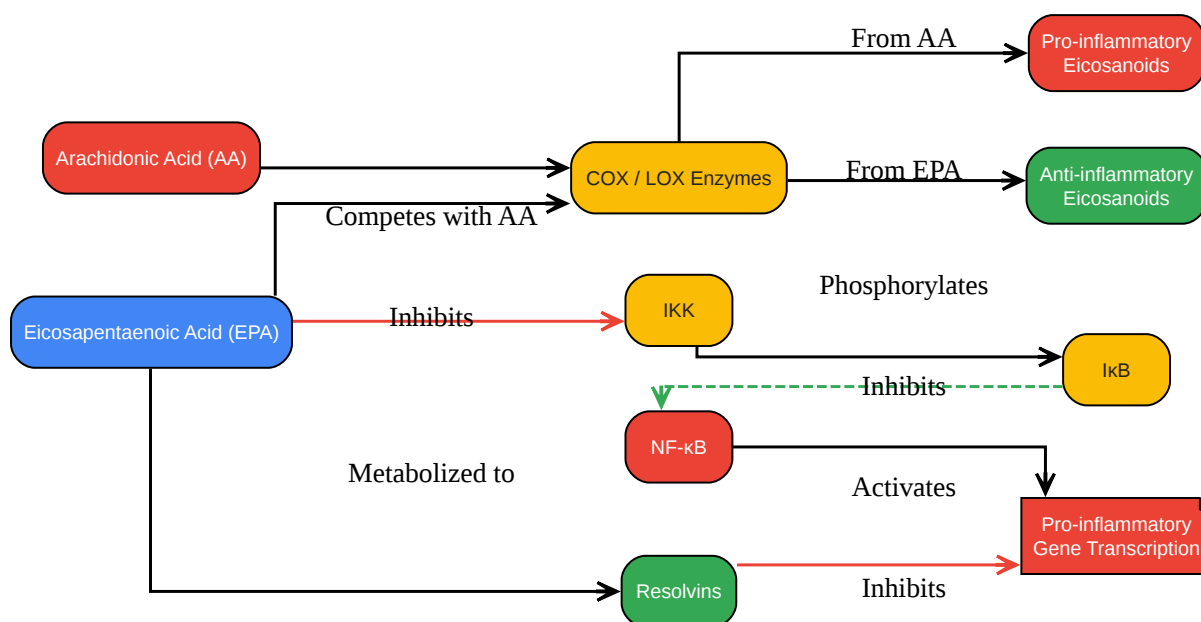 From AA
Pro-inflammatory
Eicosanoids
Arachidonic Acid (AA)
COX / LOX Enzymes
From EPA
Anti-inflammatory
Eicosanoids
Competes with AA
Phosphorylates
Eicosapentaenoic Acid (EPA)
Inhibits
IKK
IκB
Inhibits
NF-κB
Metabolized to
Activates
Pro-inflammatory
Gene Transcription
Resolvins
Inhibits